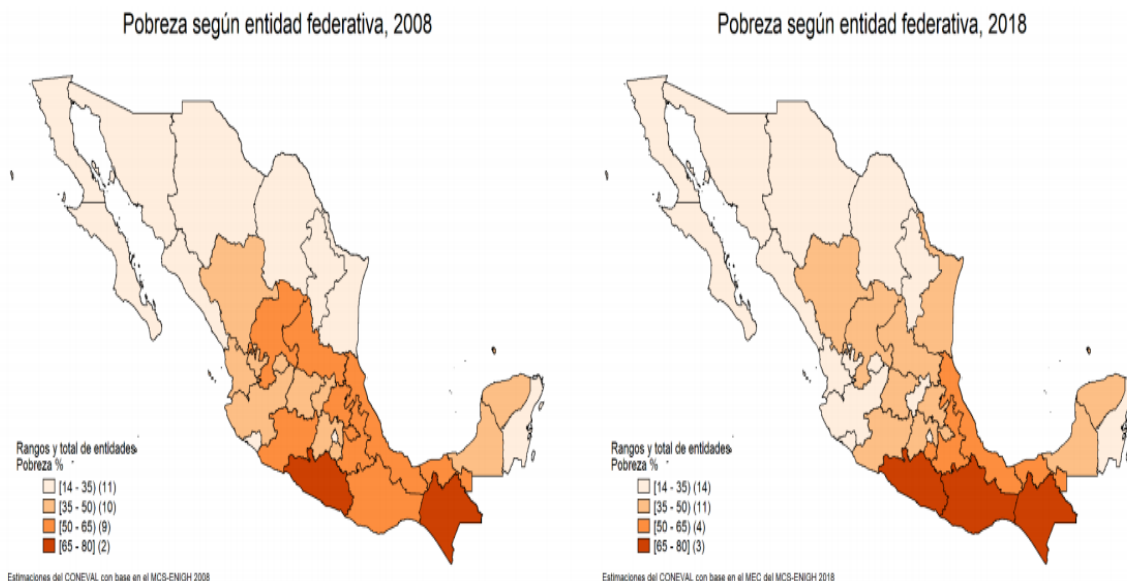 Pobreza según entidad federativa, 2008
Rangos y total de entidades
Pobreza %
[14 - 35) (11)
[35 - 50) (10)
[50 - 65) (9)
[65 - 80] (2)
Estimaciones del CONEVAL con base en el MCS-ENIGH 2008
Pobreza según entidad federativa, 2018
Rangos y total de entidades
Pobreza %
[14 - 35) (14)
[35 - 50) (11)
[50 - 65) (4)
[65 - 80] (3)
Estimaciones del CONEVAL con base en el MEC del MCS-ENIGH 2018